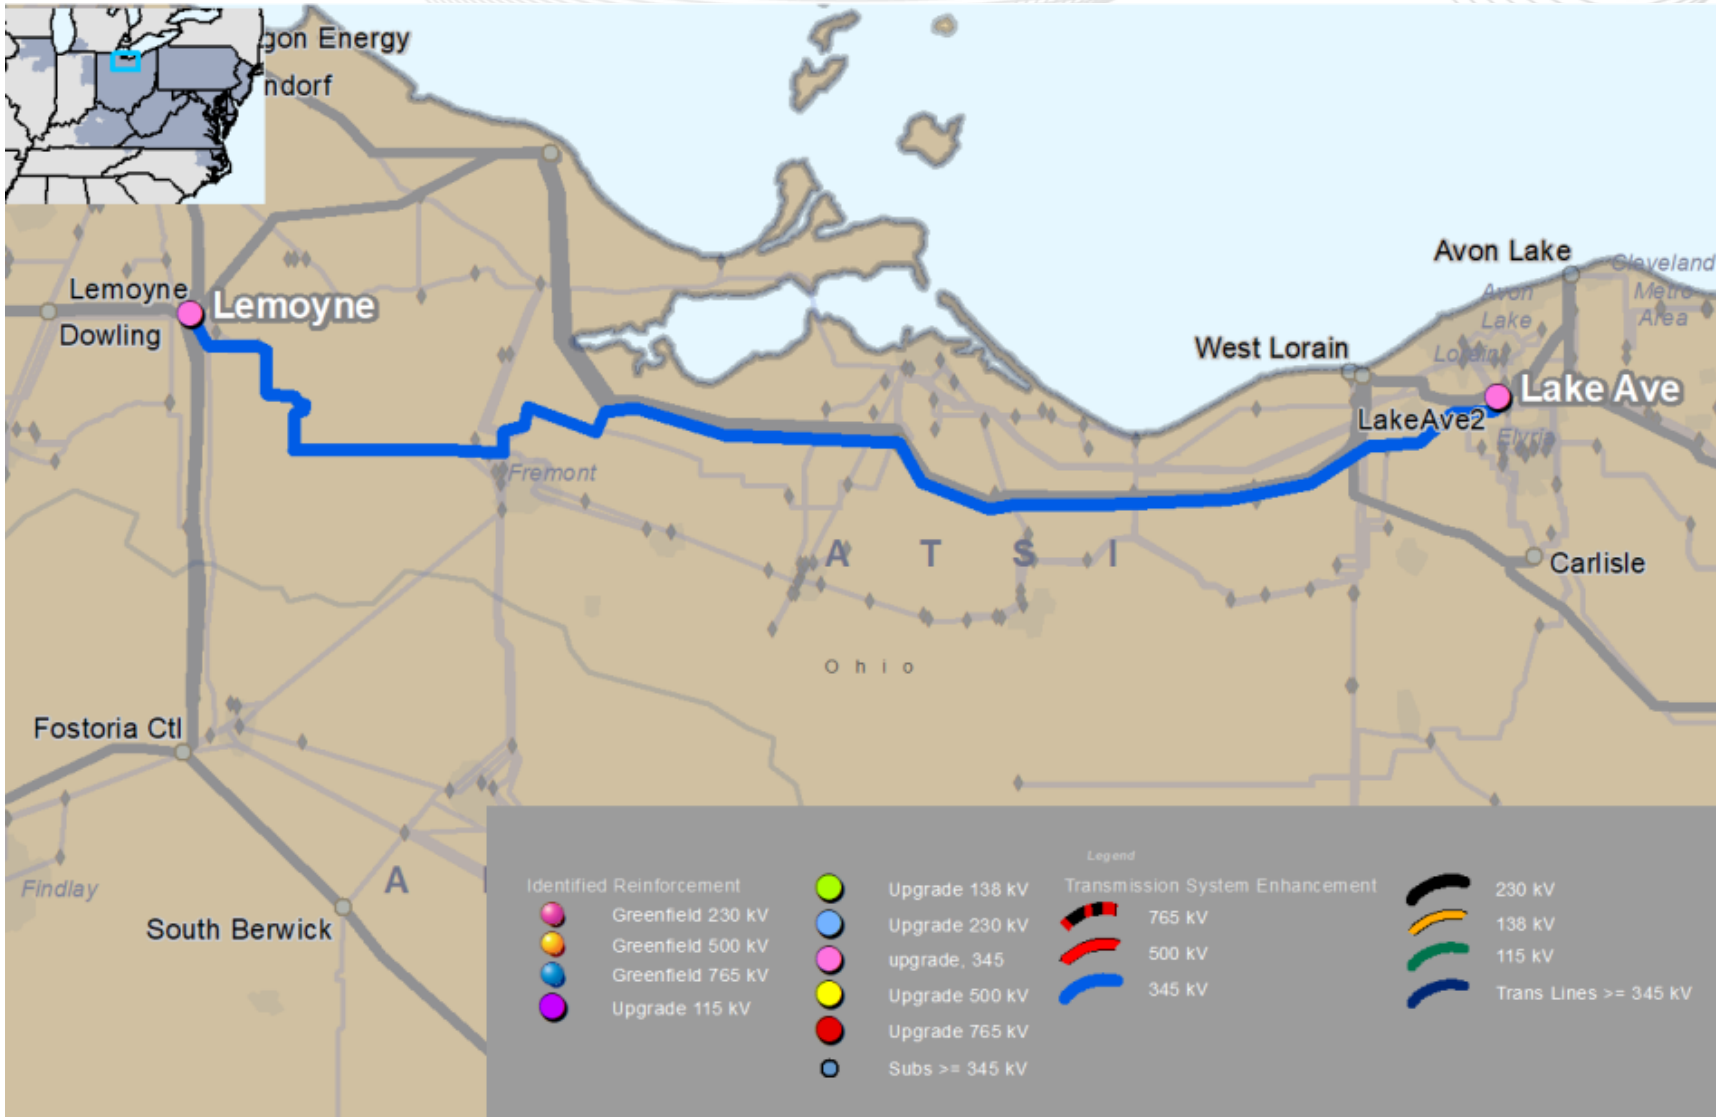 gon Energy
ndorf
Avon Lake
Cleveland
Metro
Area
Avon
Lake
Lemoyne
Lemoyne
Dowling
West Lorain
Lorain
Lake Ave
LakeAve2
Elyria
Fremont
A T S I
Carlisle
Ohio
Fostoria Ctl
A
Findlay
South Berwick
Legend
Identified Reinforcement
Greenfield 230 kV
Greenfield 500 kV
Greenfield 765 kV
Upgrade 115 kV
Upgrade 138 kV
Upgrade 230 kV
upgrade, 345
Upgrade 500 kV
Upgrade 765 kV
Subs >= 345 kV
Transmission System Enhancement
765 kV
500 kV
345 kV
230 kV
138 kV
115 kV
Trans Lines >= 345 kV